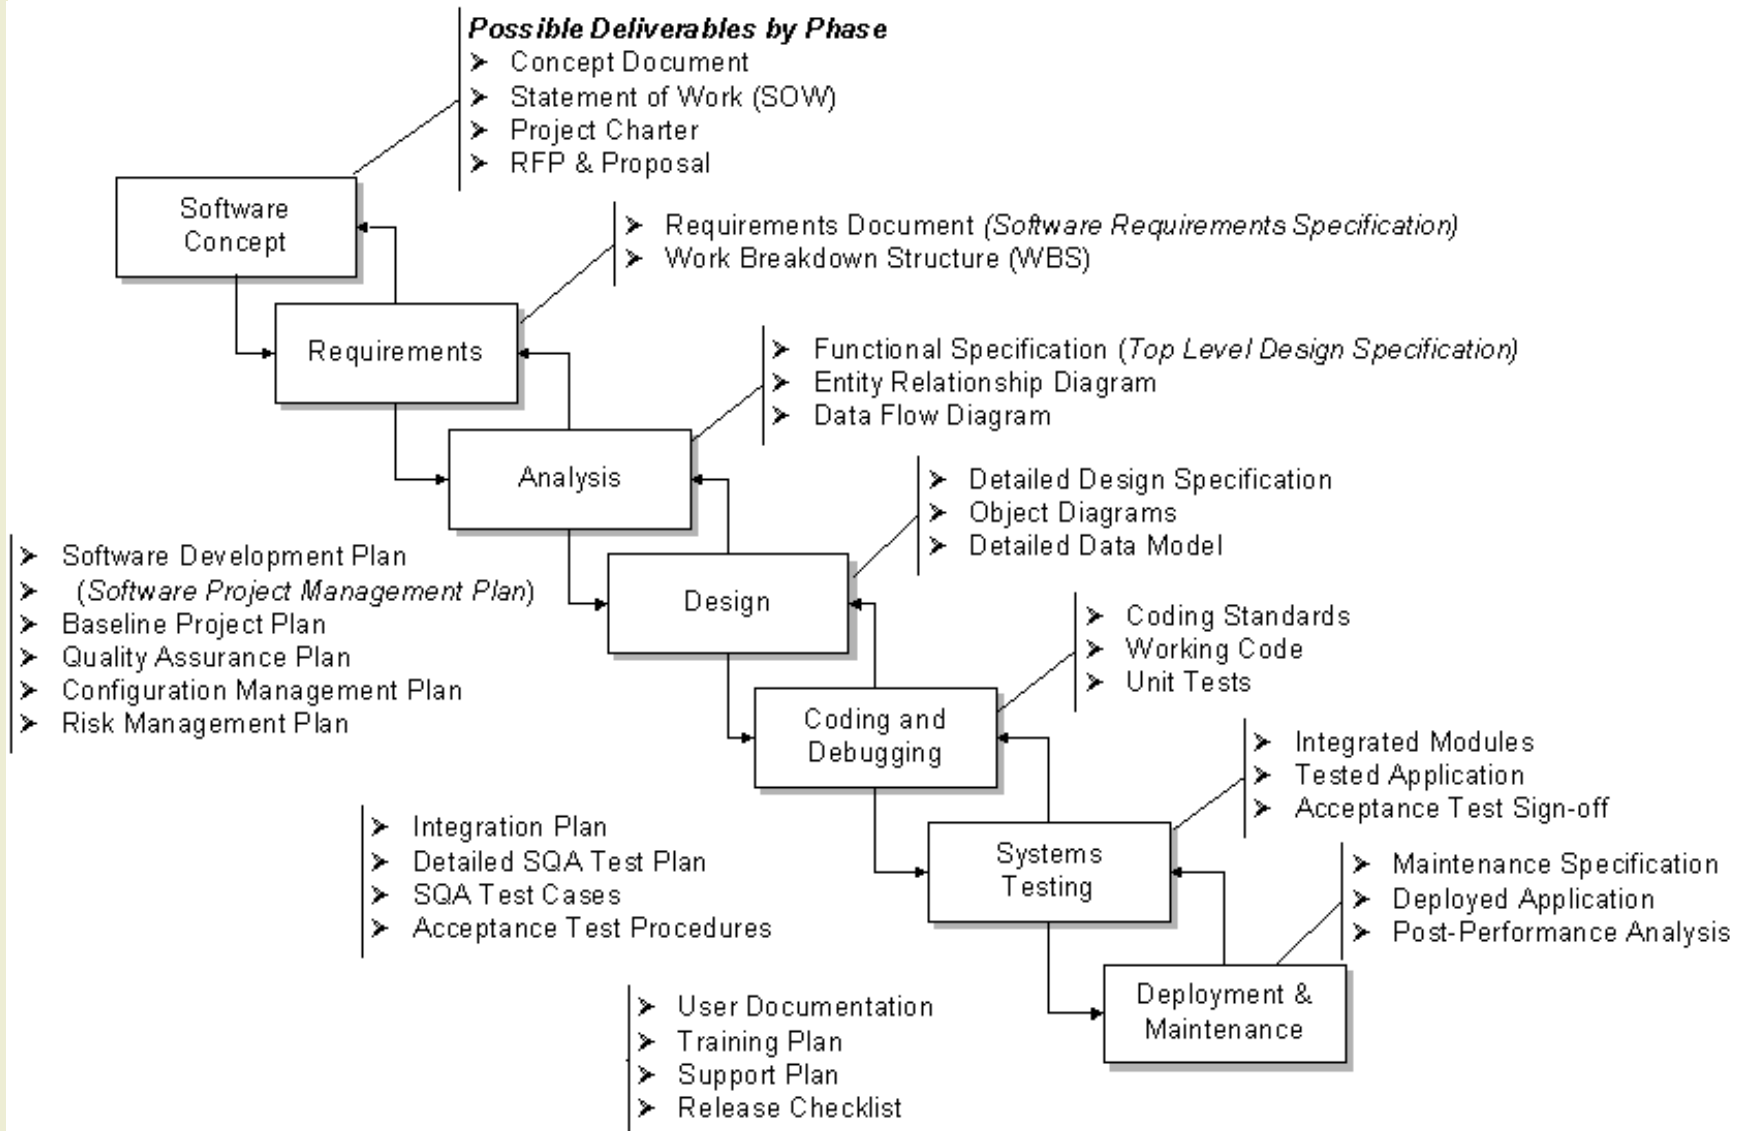 Possible Deliverables by Phase
➢ Concept Document
➢ Statement of Work (SOW)
➢ Project Charter
➢ RFP & Proposal
Software
Concept
➢ Requirements Document (Software Requirements Specification)
➢ Work Breakdown Structure (WBS)
Requirements
➢ Functional Specification (Top Level Design Specification)
➢ Entity Relationship Diagram
➢ Data Flow Diagram
Analysis
➢ Detailed Design Specification
➢ Object Diagrams
➢ Detailed Data Model
Design
➢ Software Development Plan
➢ (Software Project Management Plan)
➢ Baseline Project Plan
➢ Quality Assurance Plan
➢ Configuration Management Plan
➢ Risk Management Plan
➢ Coding Standards
➢ Working Code
➢ Unit Tests
Coding and
Debugging
➢ Integrated Modules
➢ Tested Application
➢ Acceptance Test Sign-off
Systems
Testing
➢ Integration Plan
➢ Detailed SQA Test Plan
➢ SQA Test Cases
➢ Acceptance Test Procedures
➢ Maintenance Specification
➢ Deployed Application
➢ Post-Performance Analysis
Deployment &
Maintenance
➢ User Documentation
➢ Training Plan
➢ Support Plan
➢ Release Checklist